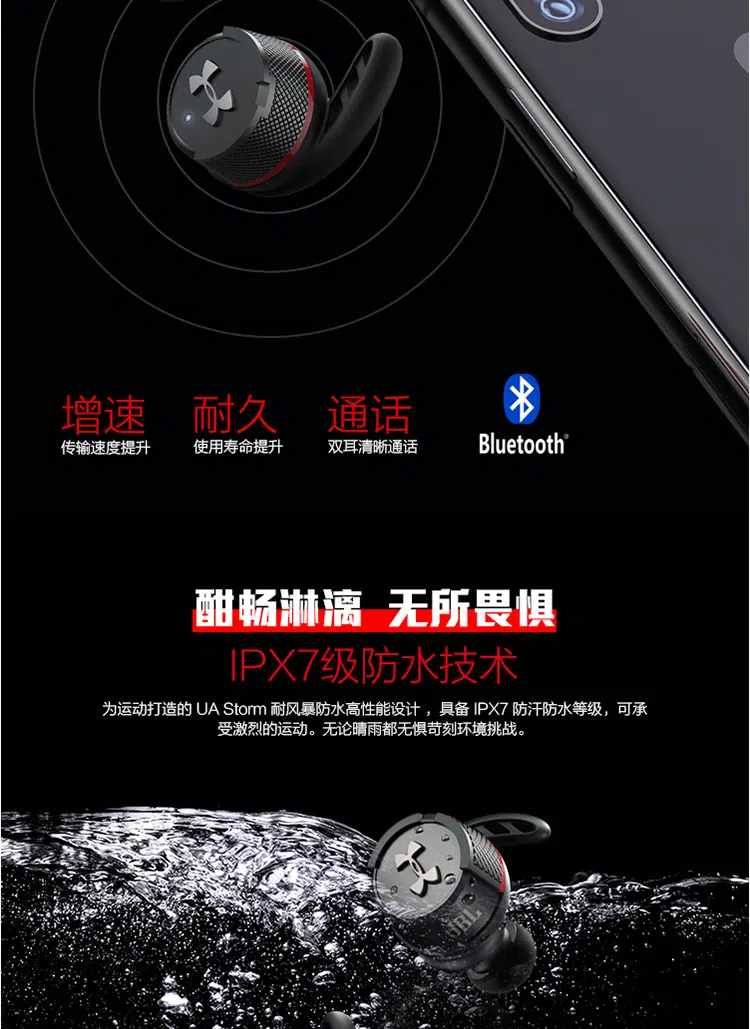 增速 耐久 通话
传输速度提升 使用寿命提升 双耳清晰通话
Bluetooth®
酣畅淋漓 无所畏惧
IPX7级防水技术
为运动打造的 UA Storm 耐风暴防水高性能设计，具备 IPX7 防汗防水等级，可承
受激烈的运动。无论晴雨都无惧苛刻环境挑战。
JBL